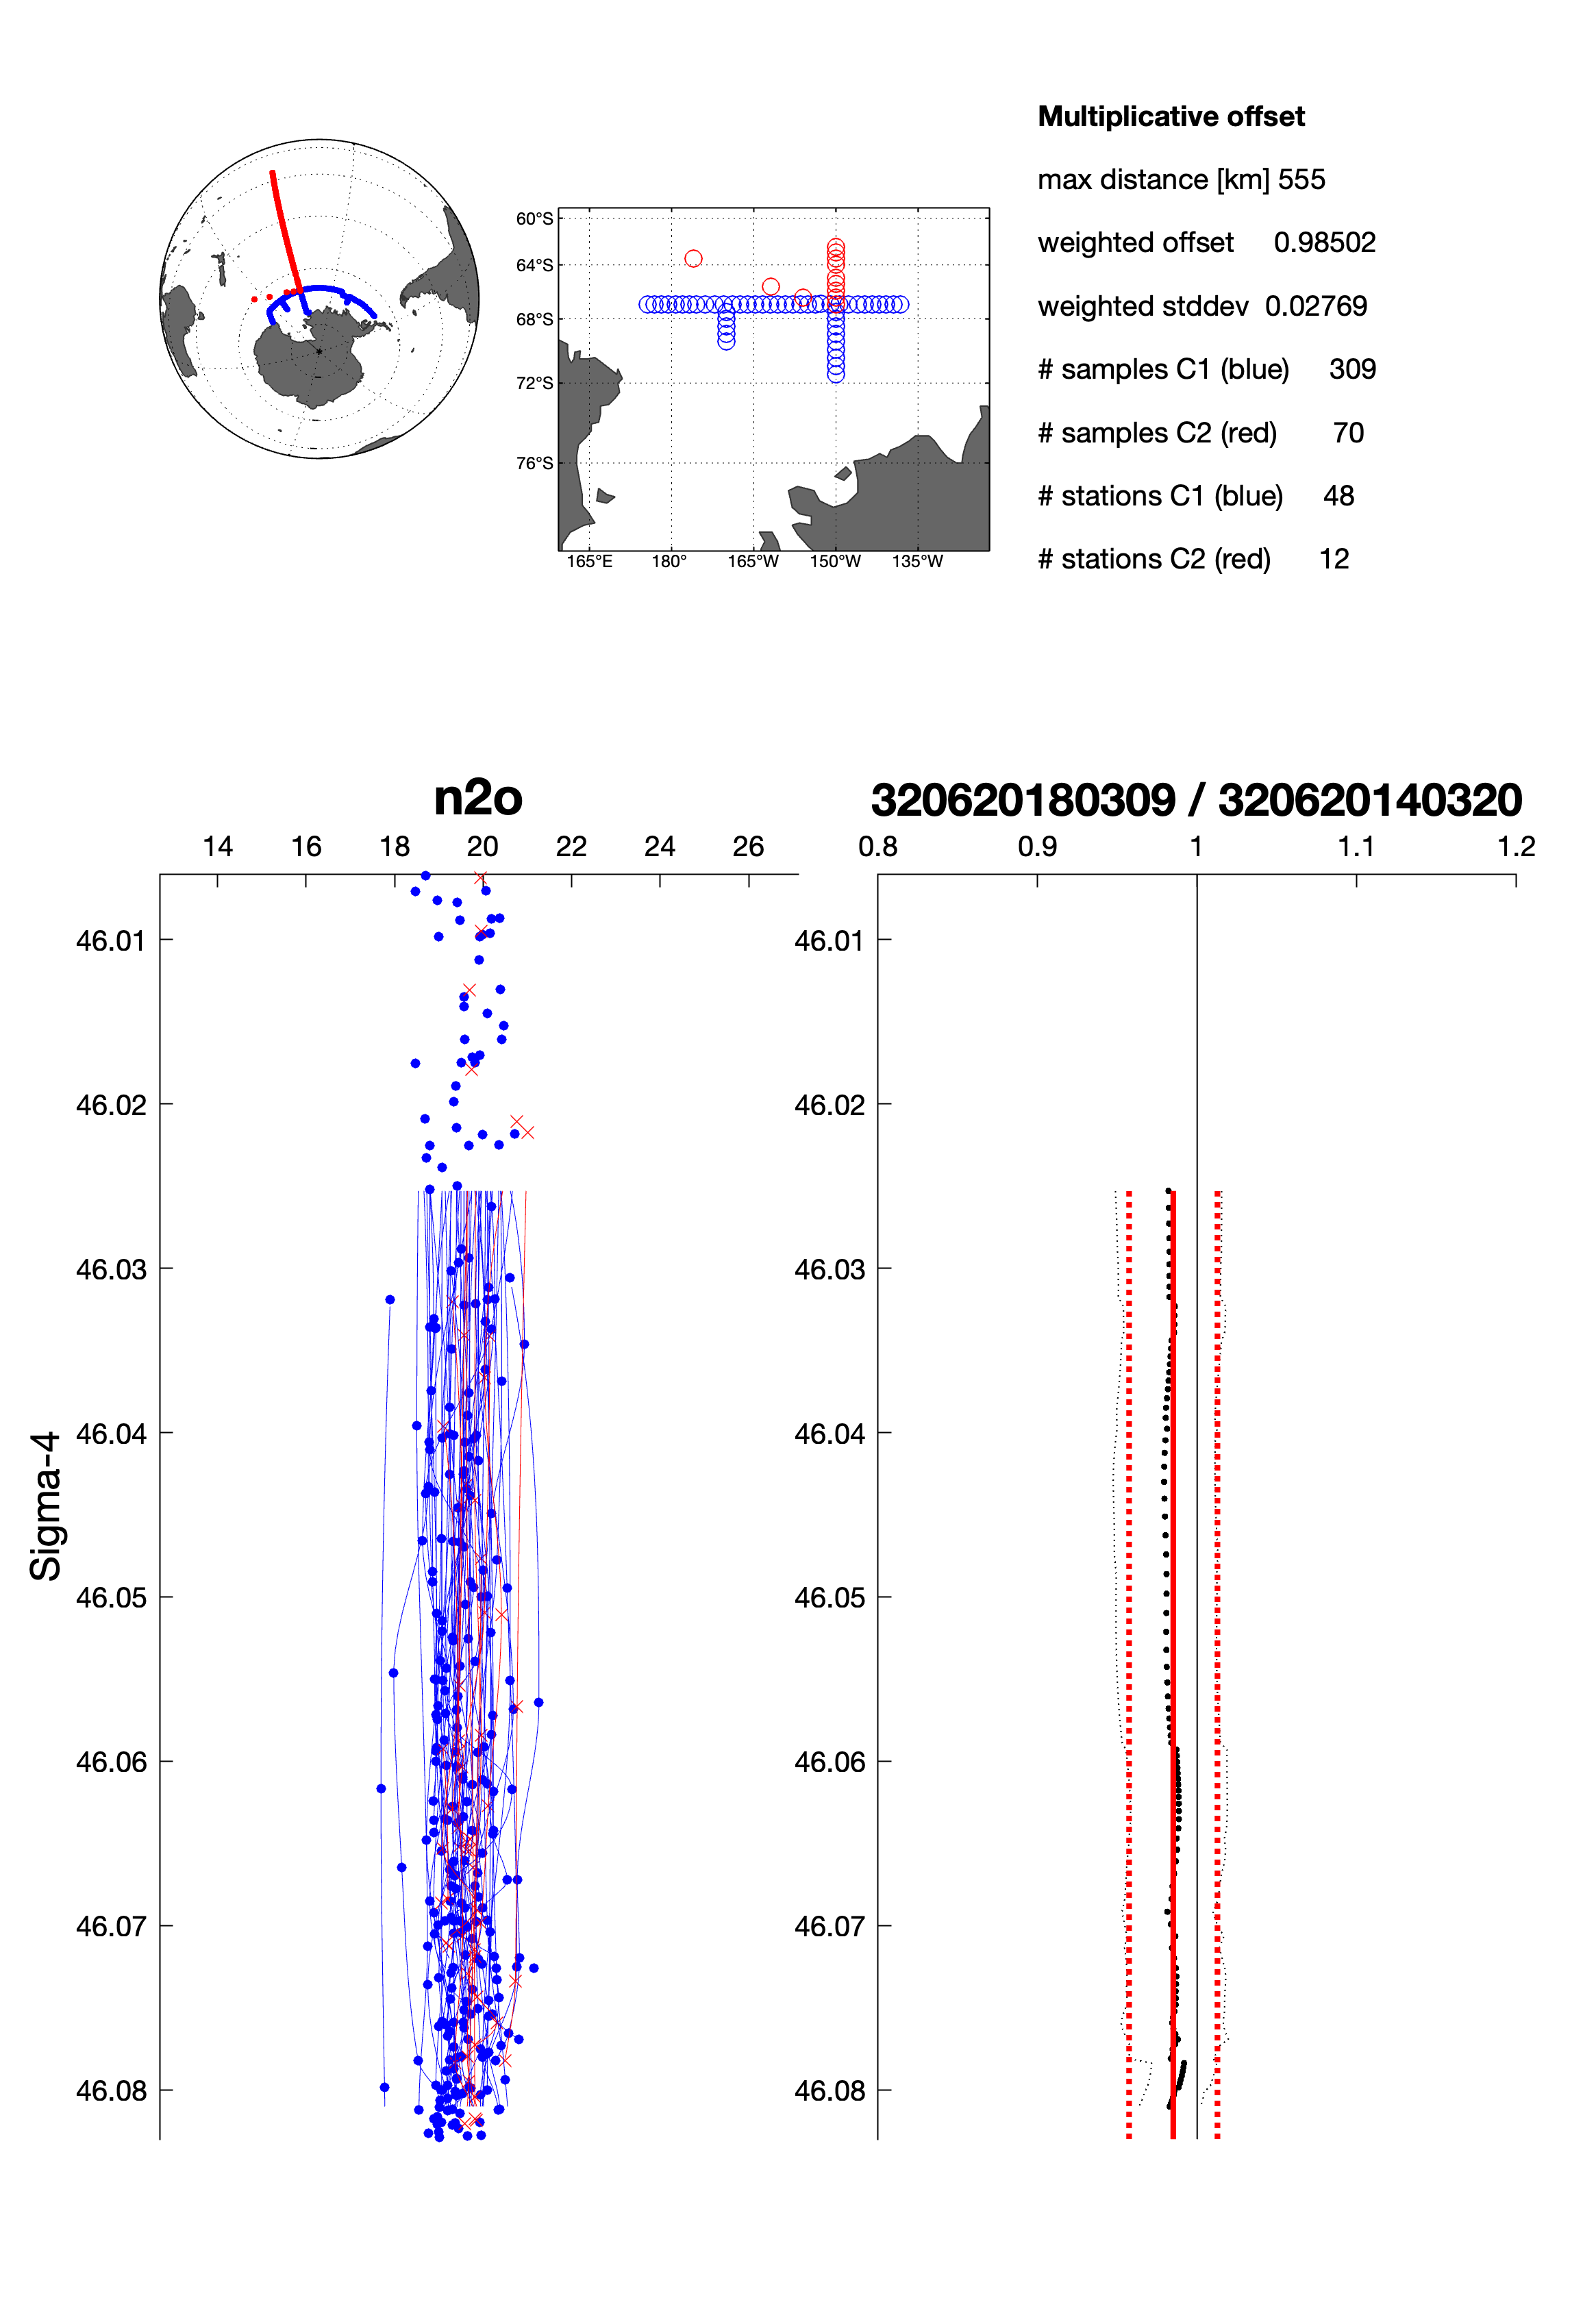 Multiplicative offset
max distance [km] 555
weighted offset 0.98502
weighted stddev 0.02769
# samples C1 (blue) 309
# samples C2 (red) 70
# stations C1 (blue) 48
# stations C2 (red) 12
60°S
64°S
68°S
72°S
76°S
165°E 180° 165°W 150°W 135°W
n2o
14 16 18 20 22 24 26
46.01
46.02
46.03
46.04
46.05
46.06
46.07
46.08
Sigma-4
320620180309 / 320620140320
0.8 0.9 1 1.1 1.2
46.01
46.02
46.03
46.04
46.05
46.06
46.07
46.08